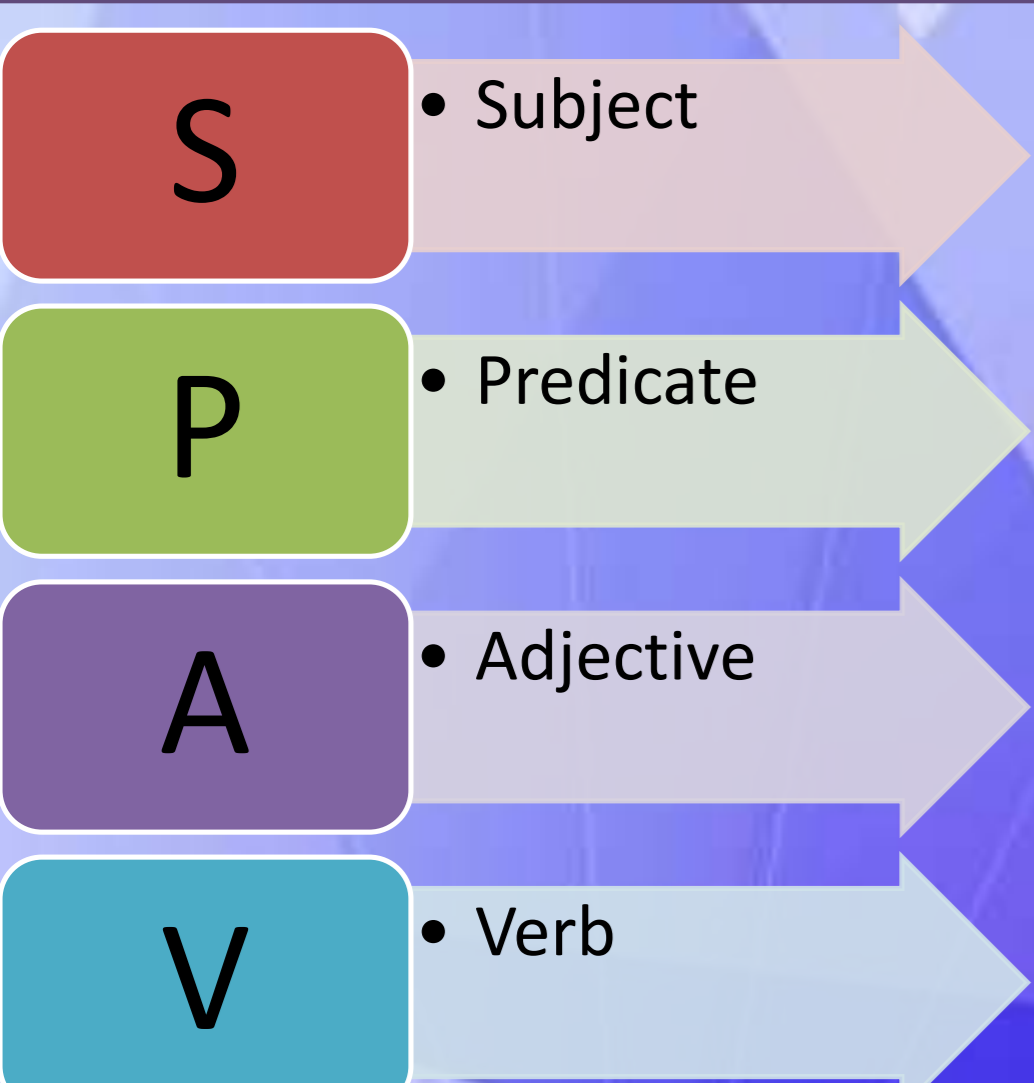 S
• Subject
P
• Predicate
A
• Adjective
V
• Verb